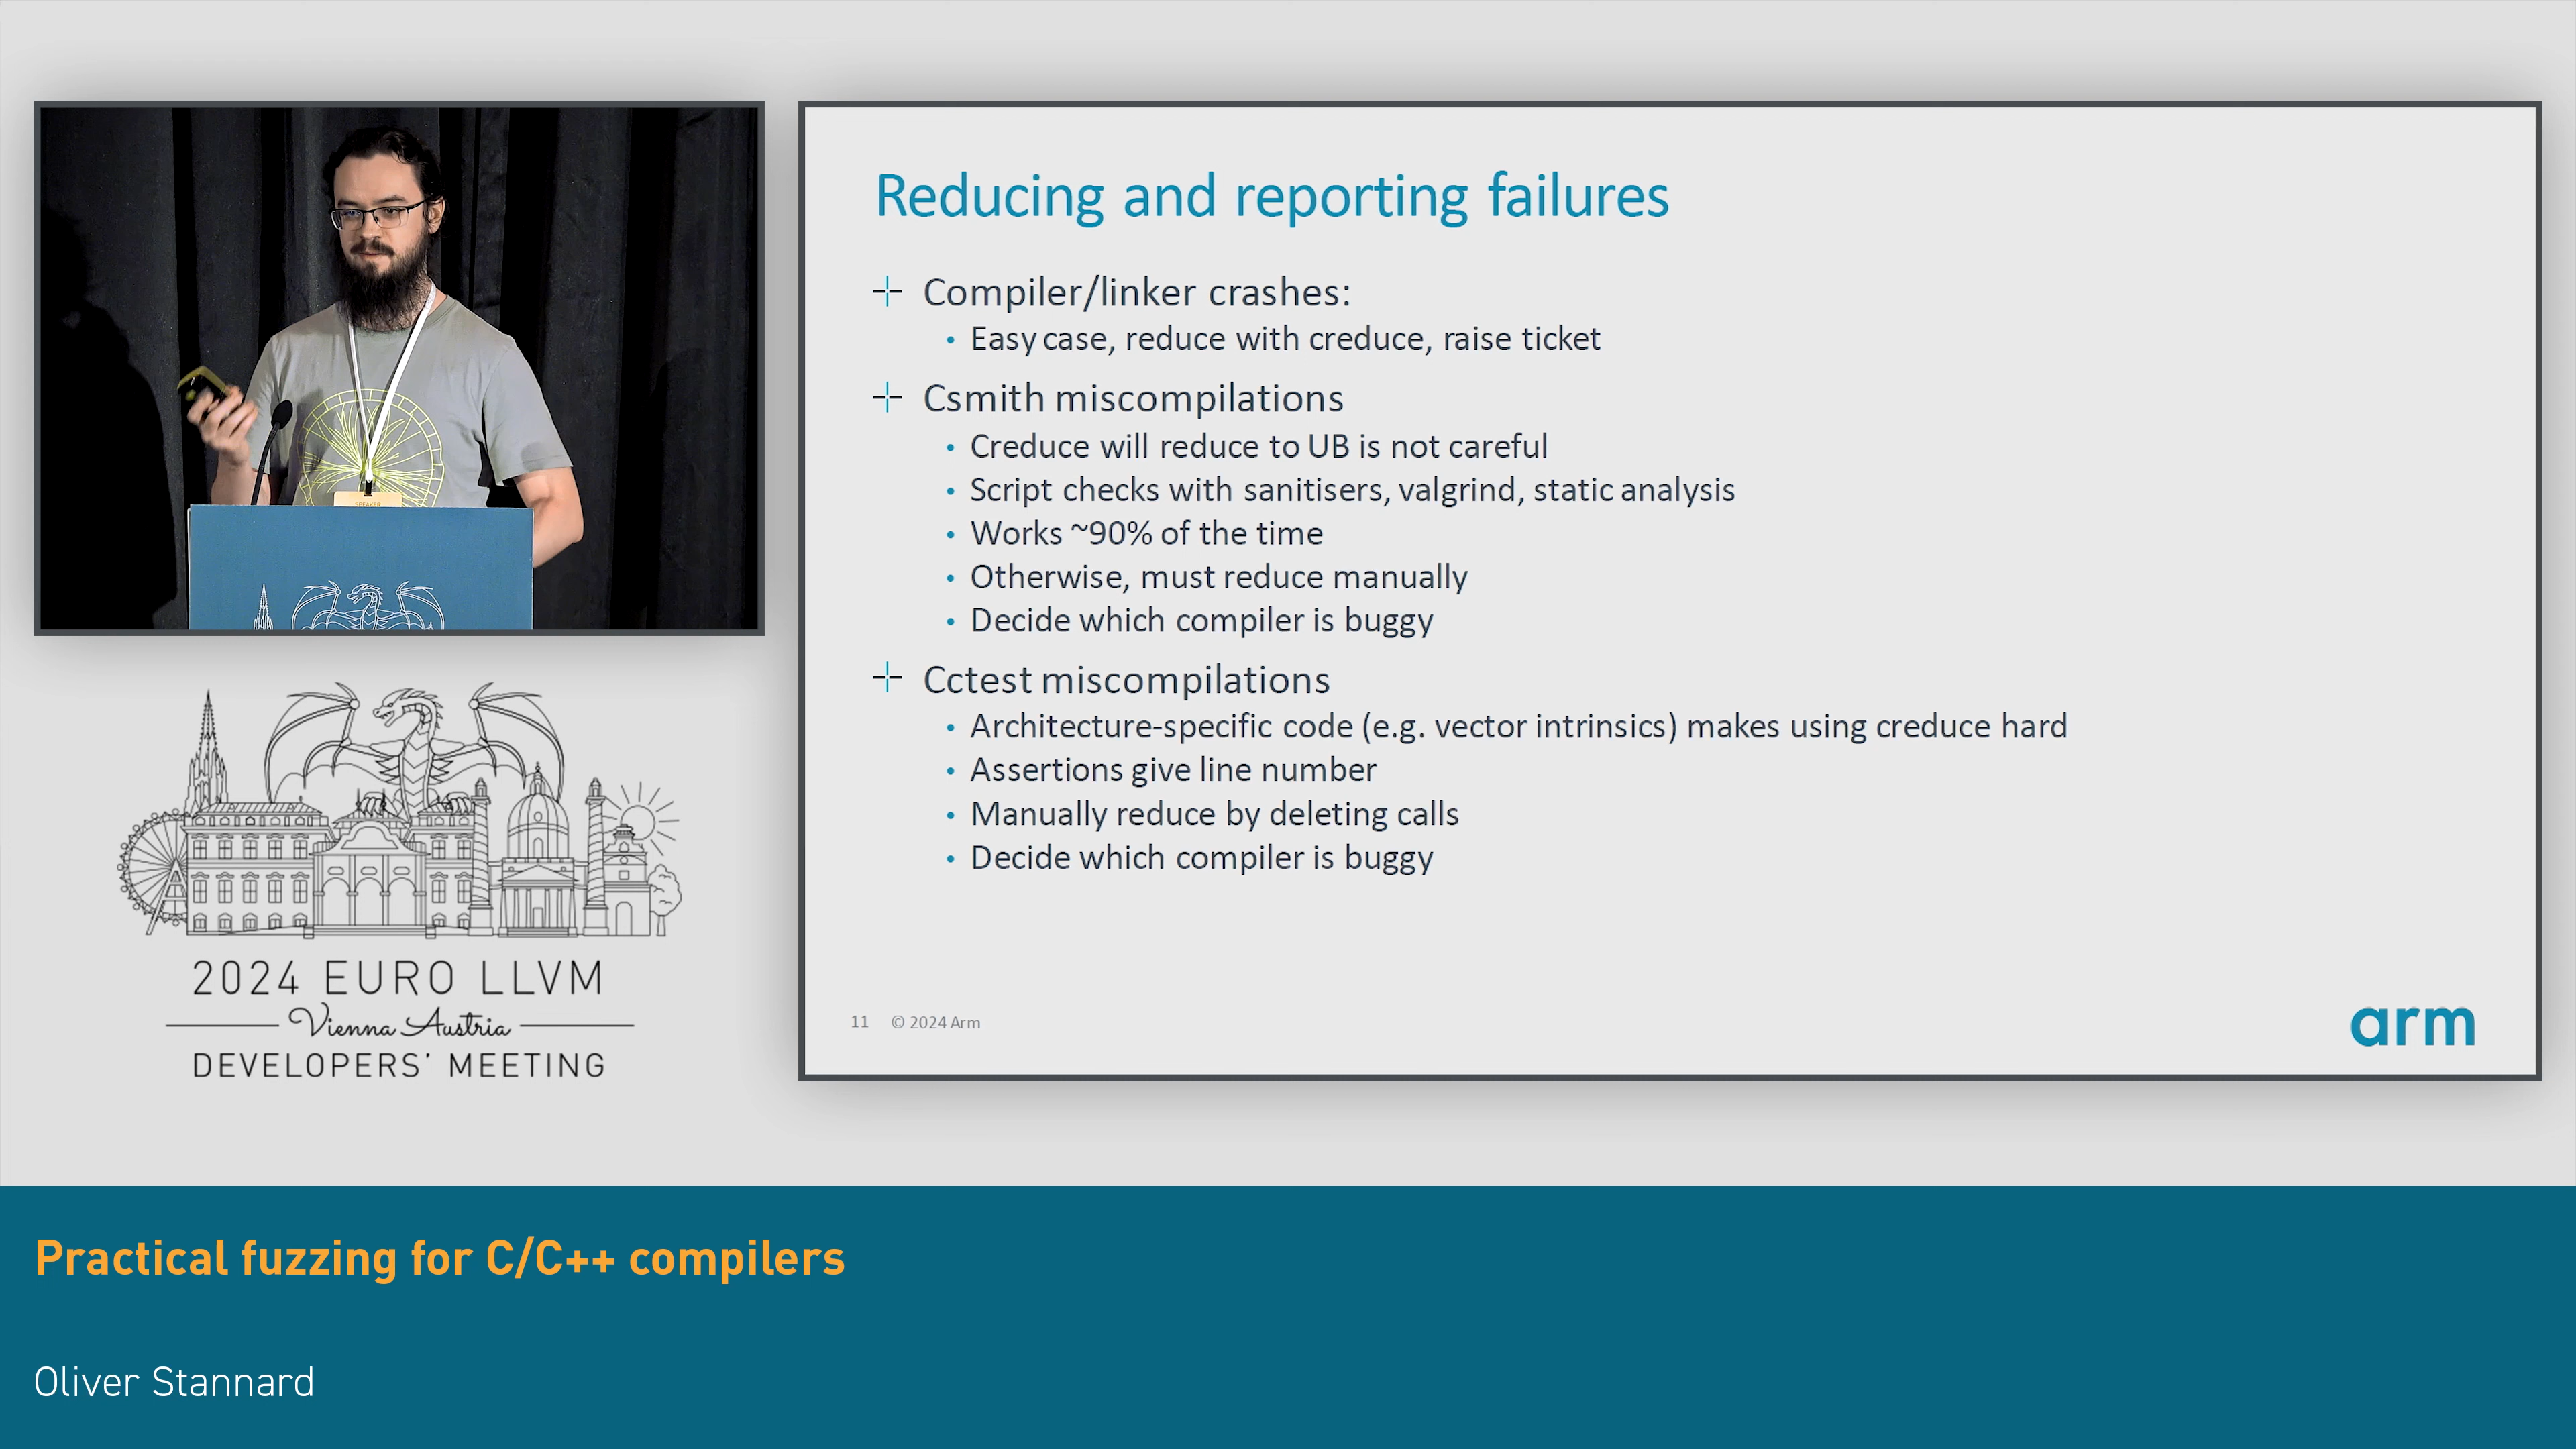 SPEAKER
2024 EURO LLVM
Vienna Austria
DEVELOPERS' MEETING
Reducing and reporting failures
Compiler/linker crashes:
• Easy case, reduce with creduce, raise ticket
Csmith miscompilations
• Creduce will reduce to UB is not careful
• Script checks with sanitisers, valgrind, static analysis
• Works ~90% of the time
• Otherwise, must reduce manually
• Decide which compiler is buggy
Cctest miscompilations
• Architecture-specific code (e.g. vector intrinsics) makes using creduce hard
• Assertions give line number
• Manually reduce by deleting calls
• Decide which compiler is buggy
11 © 2024 Arm
arm
Practical fuzzing for C/C++ compilers
Oliver Stannard